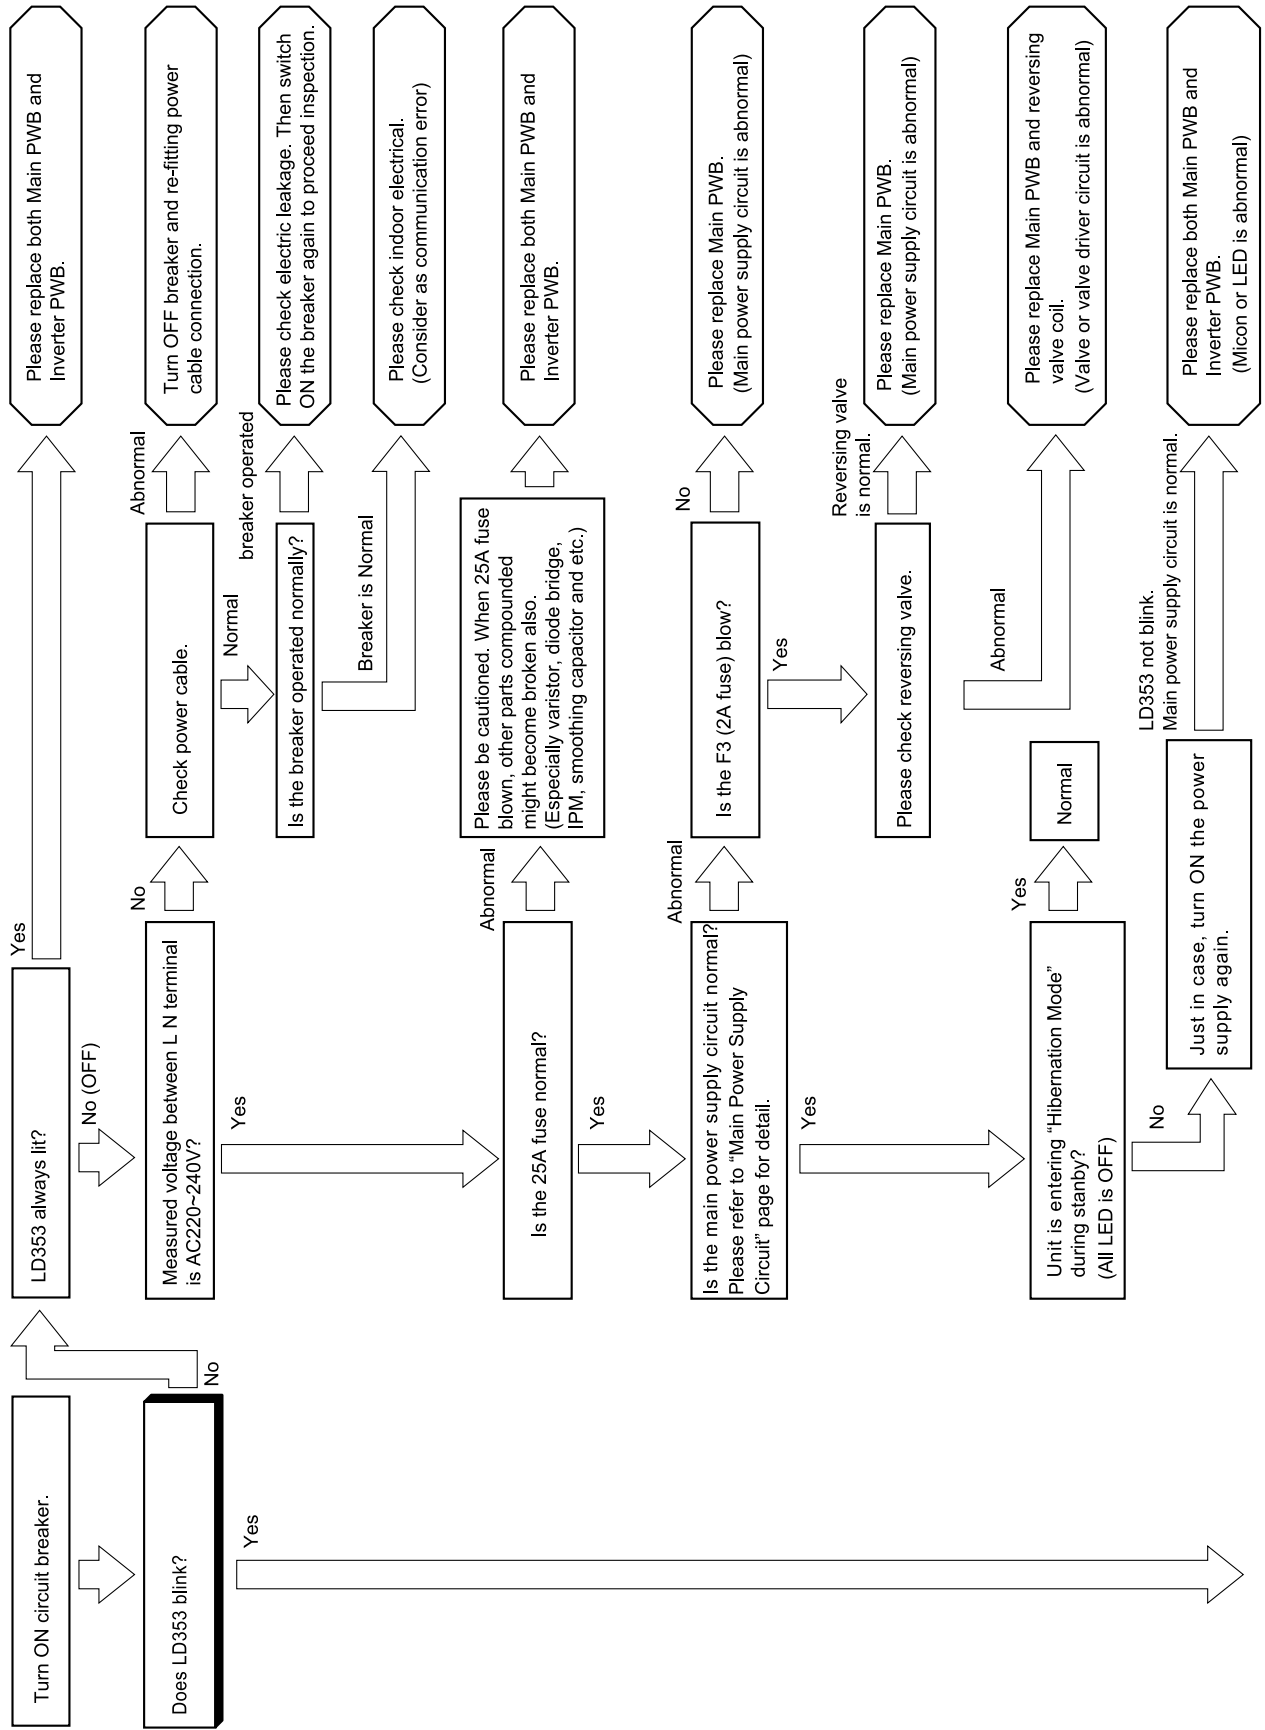 Turn ON circuit breaker.
Does LD353 blink?
No
Yes
LD353 always lit?
Yes
Please replace both Main PWB and
Inverter PWB.
No (OFF)
Measured voltage between L N terminal
is AC220~240V?
No
Check power cable.
Abnormal
Turn OFF breaker and re-fitting power
cable connection.
Normal
Is the breaker operated normally?
breaker operated
Please check electric leakage. Then switch
ON the breaker again to proceed inspection.
Breaker is Normal
Please check indoor electrical.
(Consider as communication error)
Yes
Is the 25A fuse normal?
Abnormal
Please be cautioned. When 25A fuse
blown, other parts compounded
might become broken also.
(Especially varistor, diode bridge,
IPM, smoothing capacitor and etc.)
Please replace both Main PWB and
Inverter PWB.
Yes
Is the main power supply circuit normal?
Please refer to “Main Power Supply
Circuit” page for detail.
Abnormal
Is the F3 (2A fuse) blow?
No
Please replace Main PWB.
(Main power supply circuit is abnormal)
Yes
Please check reversing valve.
Reversing valve
is normal.
Please replace Main PWB.
(Main power supply circuit is abnormal)
Abnormal
Please replace Main PWB and reversing
valve coil.
(Valve or valve driver circuit is abnormal)
Yes
Unit is entering “Hibernation Mode”
during stanby?
(All LED is OFF)
Yes
Normal
No
Just in case, turn ON the power
supply again.
LD353 not blink.
Main power supply circuit is normal.
Please replace both Main PWB and
Inverter PWB.
(Micon or LED is abnormal)